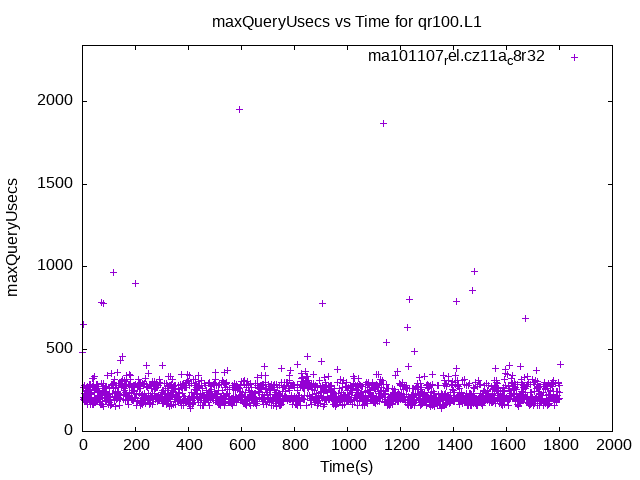 maxQueryUsecs vs Time for qr100.L1
ma101107rel.cz11ac8r32
2000
1500
1000
500
0
maxQueryUsecs
0 200 400 600 800 1000 1200 1400 1600 1800 2000
Time(s)